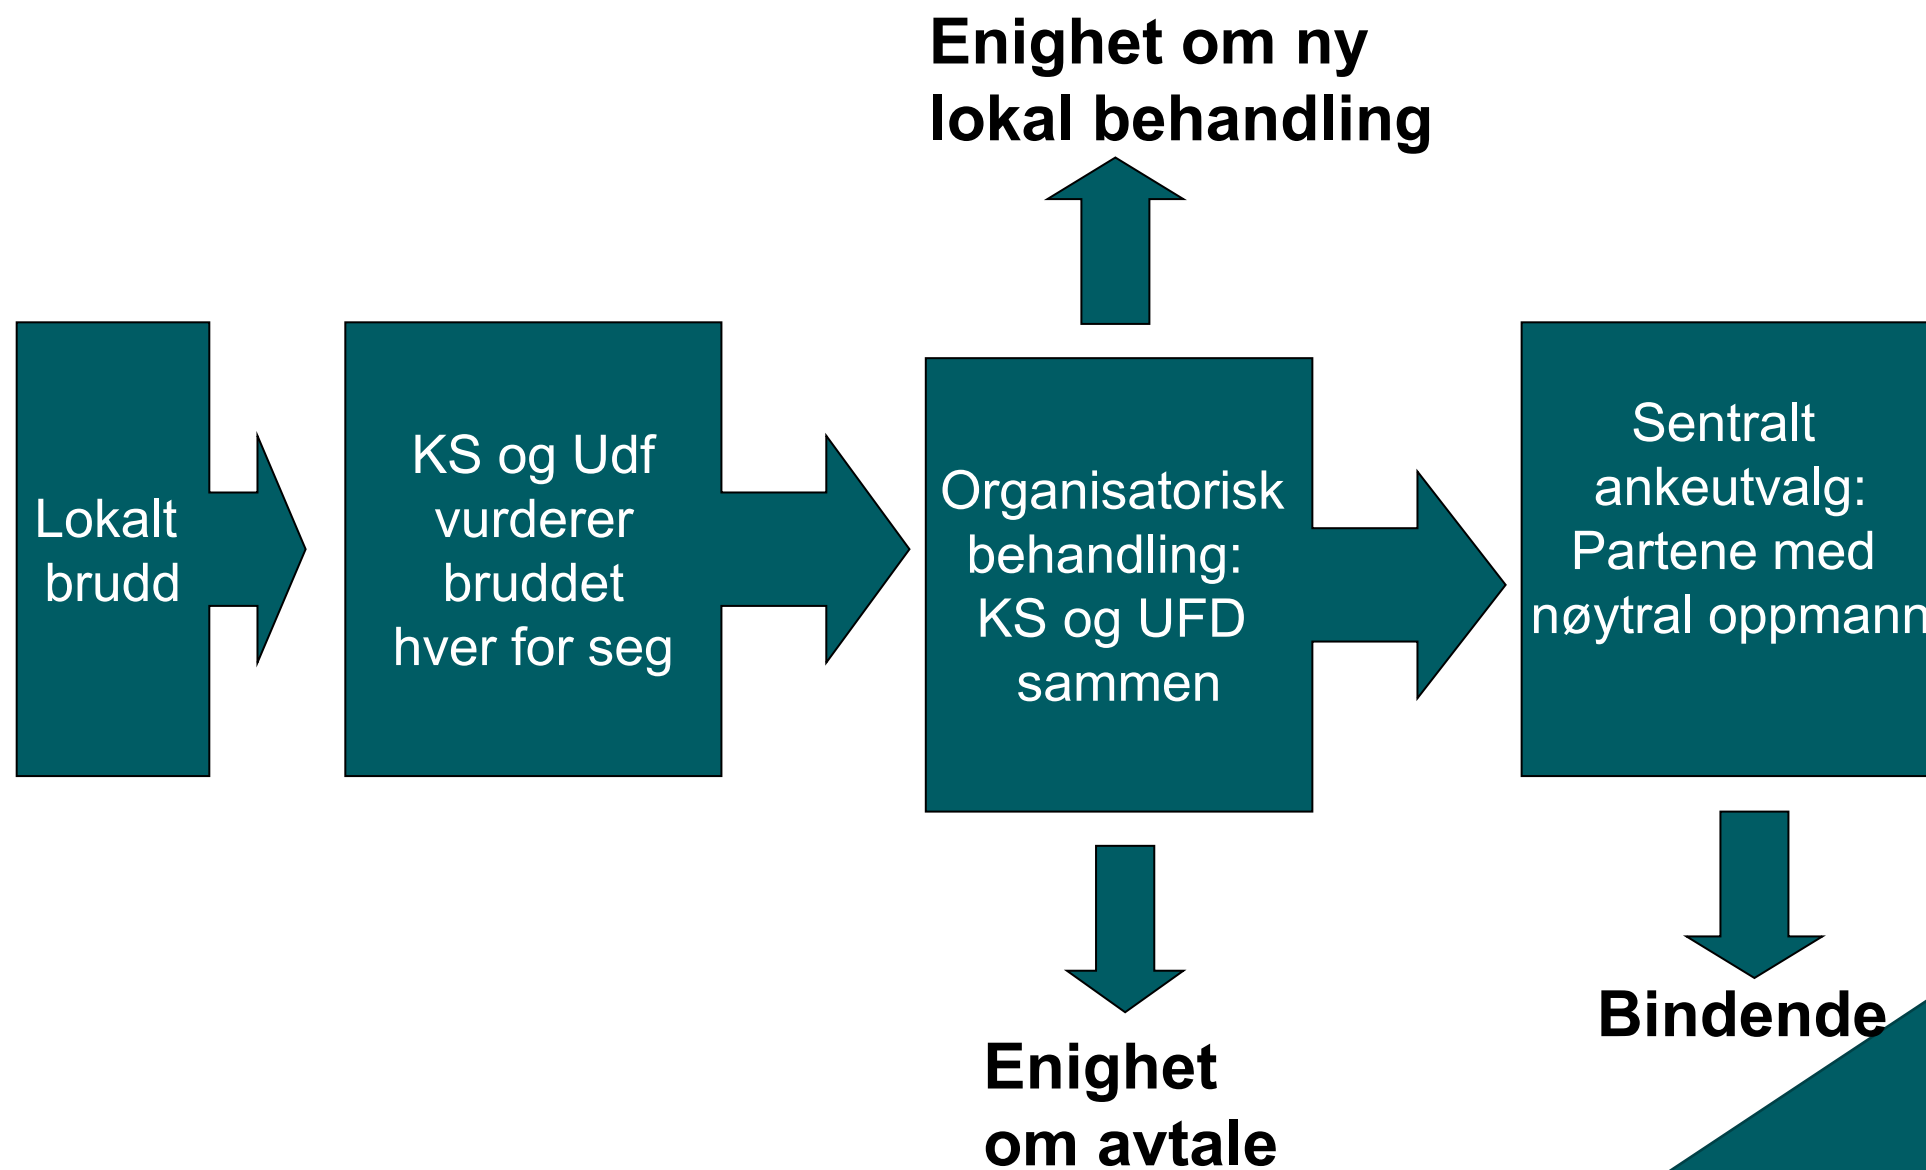 Enighet om ny
lokal behandling
Lokalt
brudd
KS og Udf
vurderer
bruddet
hver for seg
Organisatorisk
behandling:
KS og UFD
sammen
Sentralt
ankeutvalg:
Partene med
nøytral oppmann
Enighet
om avtale
Bindende